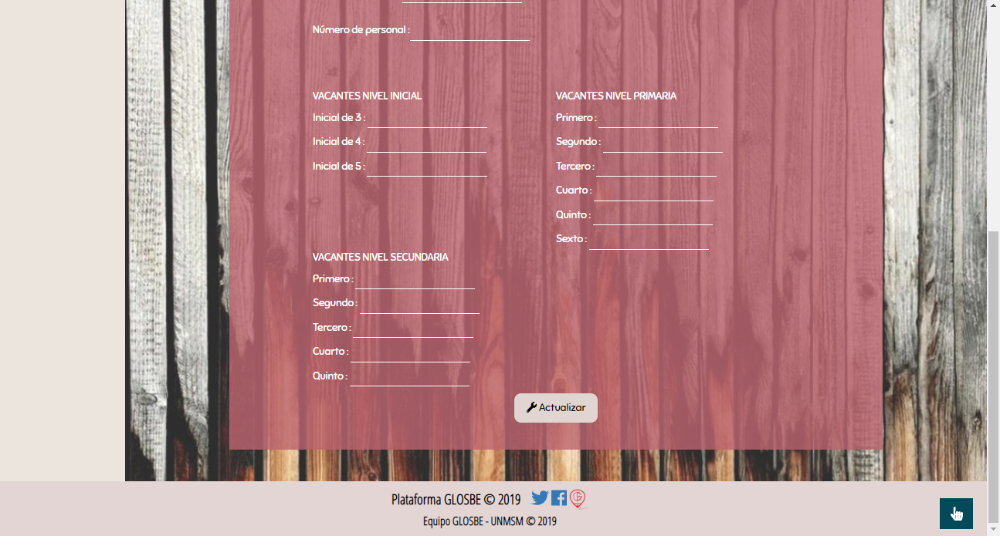 Número de personal :
VACANTES NIVEL INICIAL
Inicial de 3 :
Inicial de 4 :
Inicial de 5 :
VACANTES NIVEL PRIMARIA
Primero :
Segundo :
Tercero :
Cuarto :
Quinto :
Sexto :
VACANTES NIVEL SECUNDARIA
Primero :
Segundo :
Tercero :
Cuarto :
Quinto :
Actualizar
Plataforma GLOSBE © 2019
Equipo GLOSBE - UNMSM © 2019